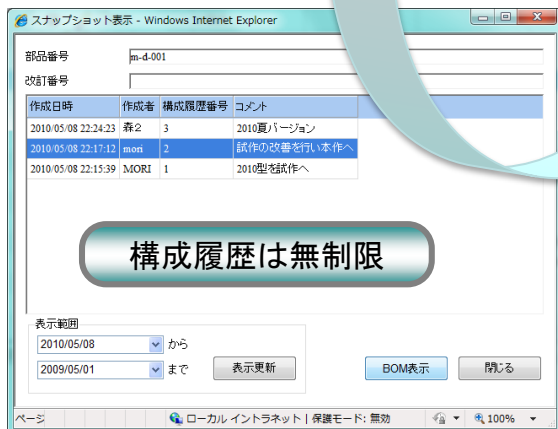 スナップショット表示 - Windows Internet Explorer
部品番号 m-d-001
改訂番号
作成日時 作成者 構成履歴番号 コメント
2010/05/08 22:24:23 森2 3 2010夏バージョン
2010/05/08 22:17:12 mori 2 試作の改善を行い本作へ
2010/05/08 22:15:39 MORI 1 2010型を試作へ
構成履歴は無制限
表示範囲
2010/05/08 から
2009/05/01 まで 表示更新 BOM表示 閉じる
ページ ローカル イントラネット | 保護モード: 無効 100%